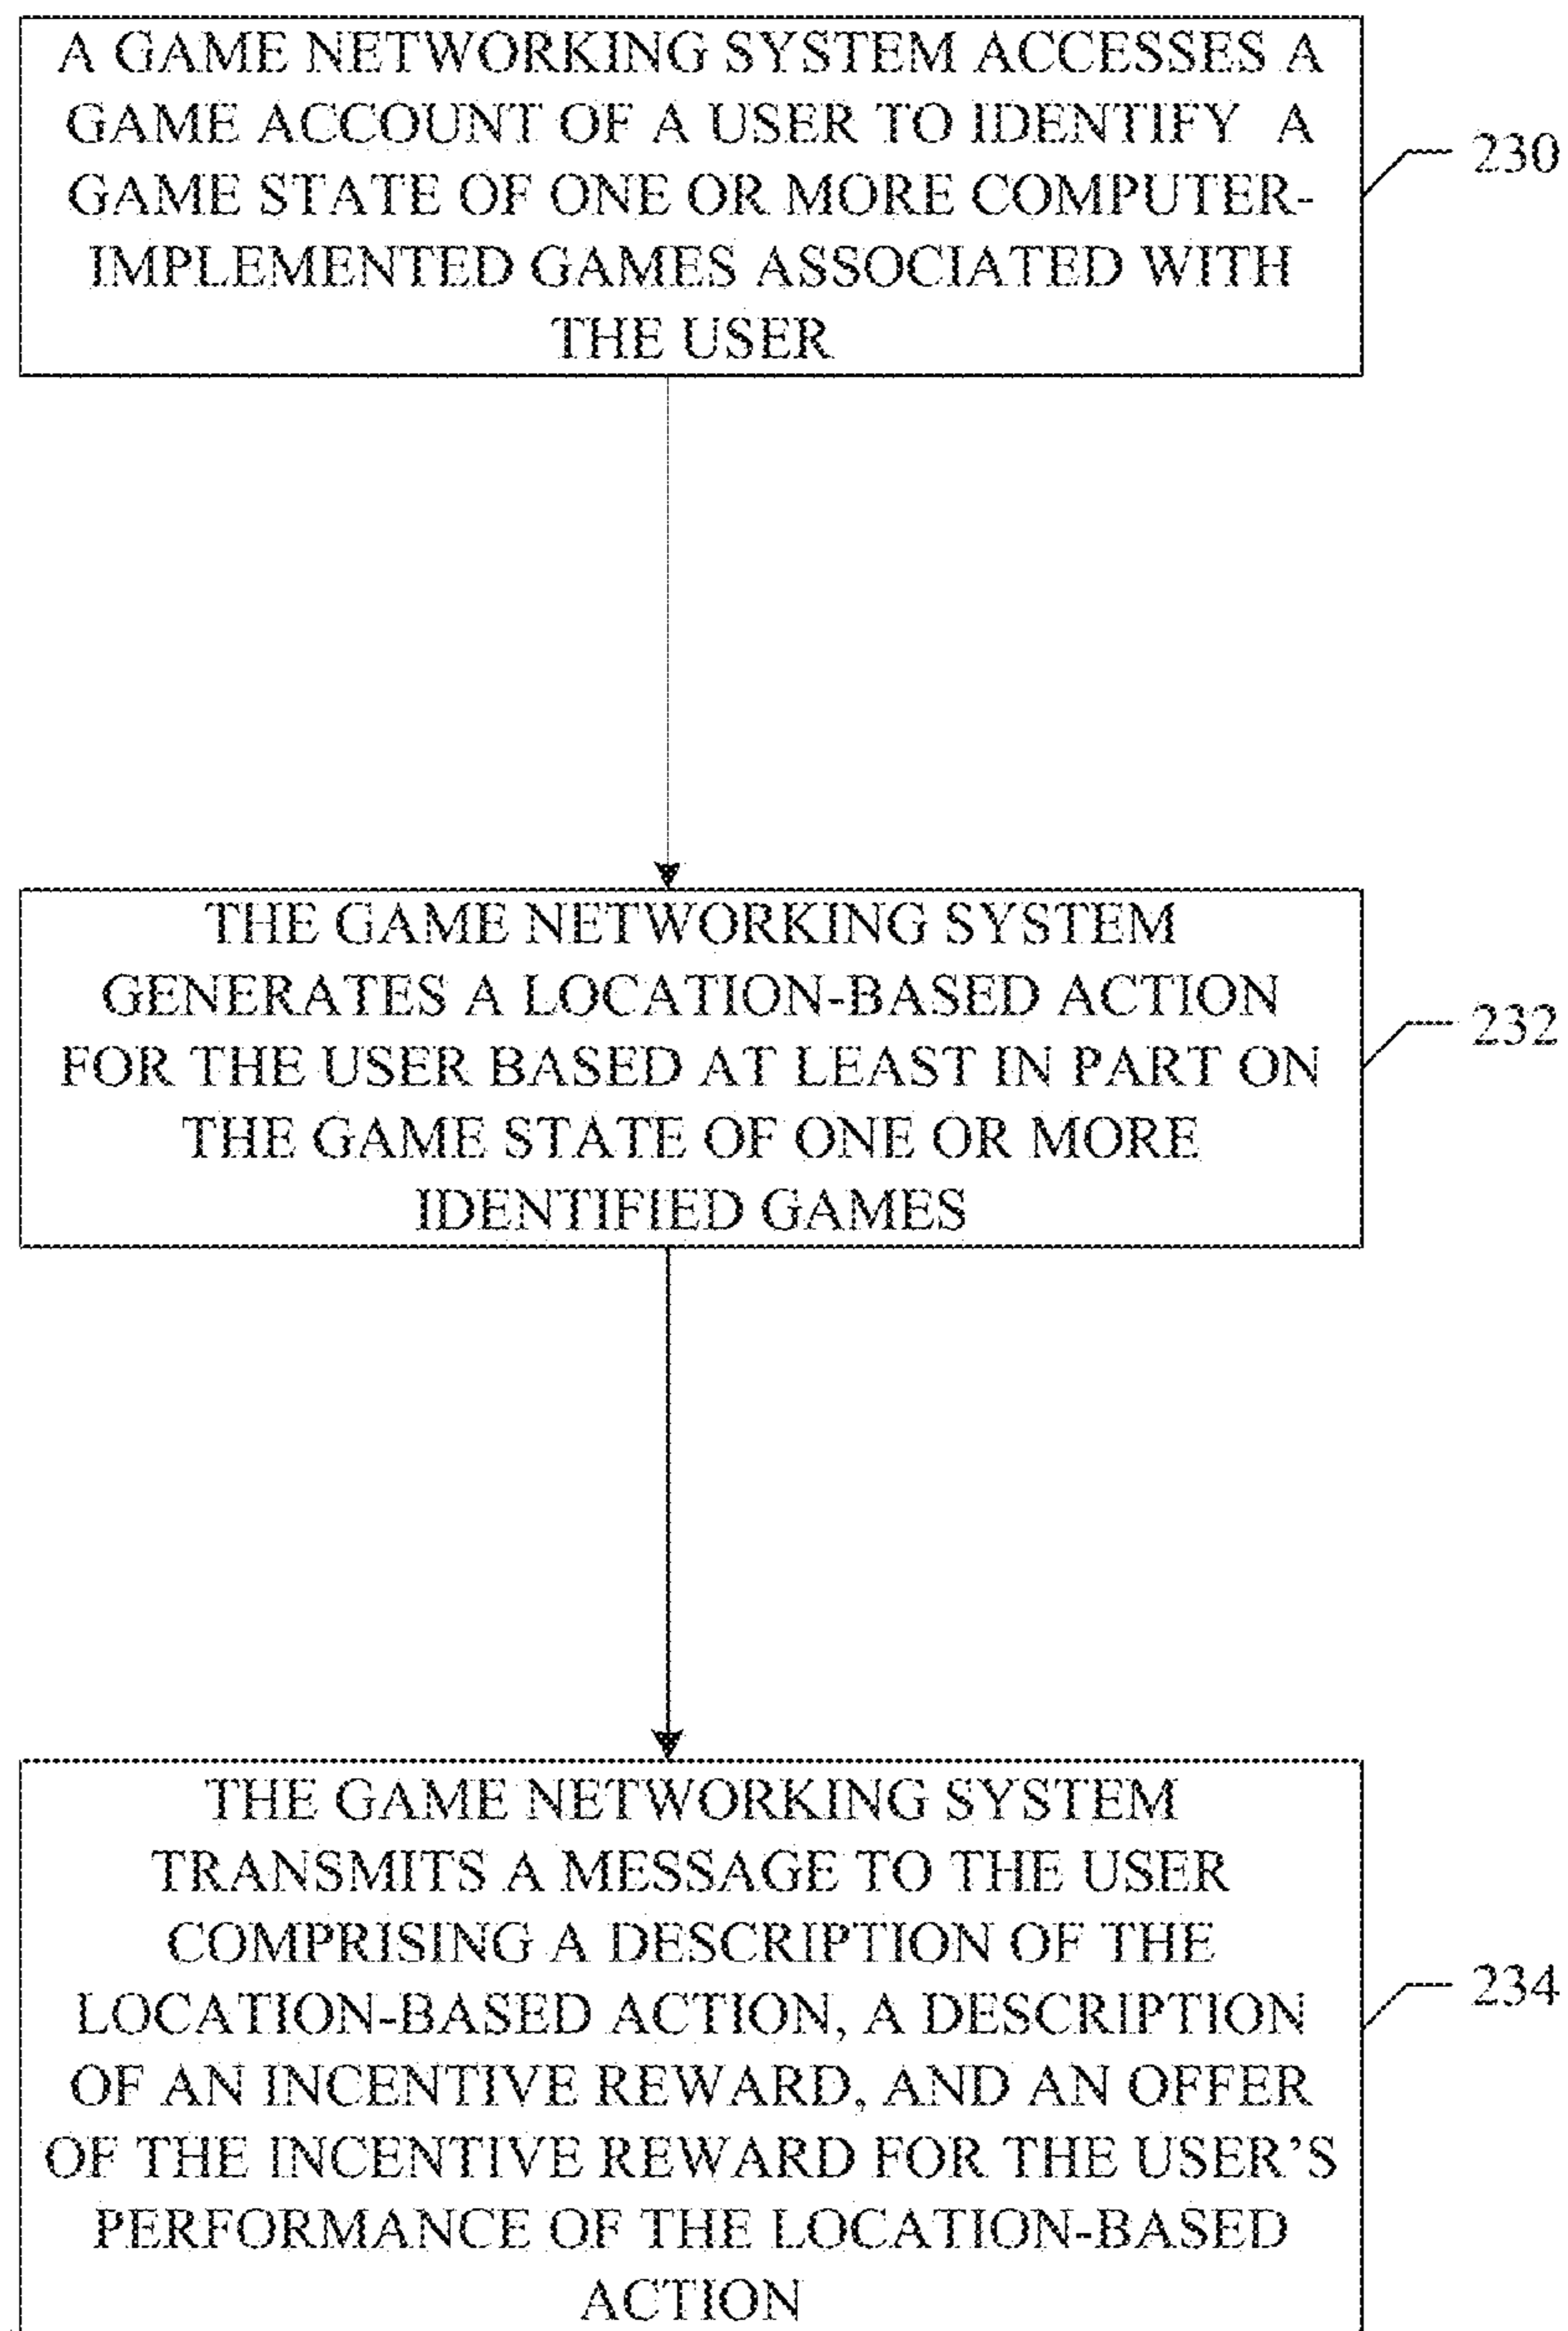 A GAME NETWORKING SYSTEM ACCESSES A
GAME ACCOUNT OF A USER TO IDENTIFY A
GAME STATE OF ONE OR MORE COMPUTER-
IMPLEMENTED GAMES ASSOCIATED WITH
THE USER
230
THE GAME NETWORKING SYSTEM
GENERATES A LOCATION-BASED ACTION
FOR THE USER BASED AT LEAST IN PART ON
THE GAME STATE OF ONE OR MORE
IDENTIFIED GAMES
232
THE GAME NETWORKING SYSTEM
TRANSMITS A MESSAGE TO THE USER
COMPRISING A DESCRIPTION OF THE
LOCATION-BASED ACTION, A DESCRIPTION
OF AN INCENTIVE REWARD, AND AN OFFER
OF THE INCENTIVE REWARD FOR THE USER’S
PERFORMANCE OF THE LOCATION-BASED
ACTION
234